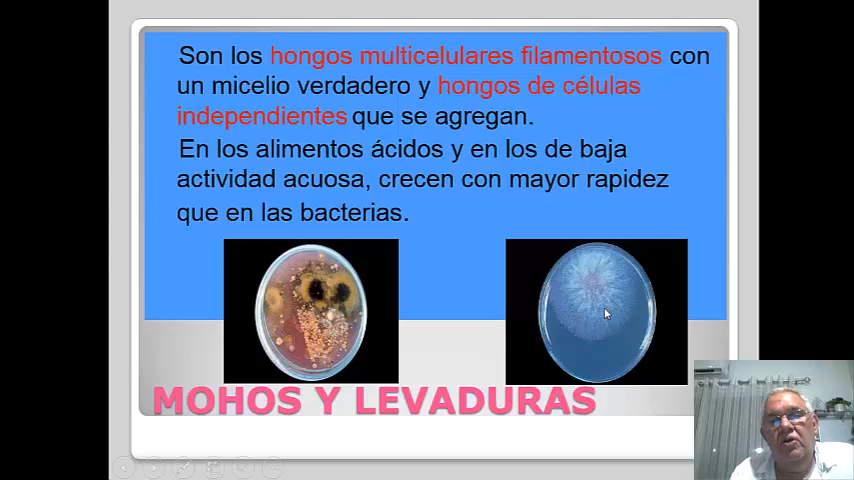 Son los hongos multicelulares filamentosos con
un micelio verdadero y hongos de células
independientes que se agregan.
En los alimentos ácidos y en los de baja
actividad acuosa, crecen con mayor rapidez
que en las bacterias.
MOHOS Y LEVADURAS